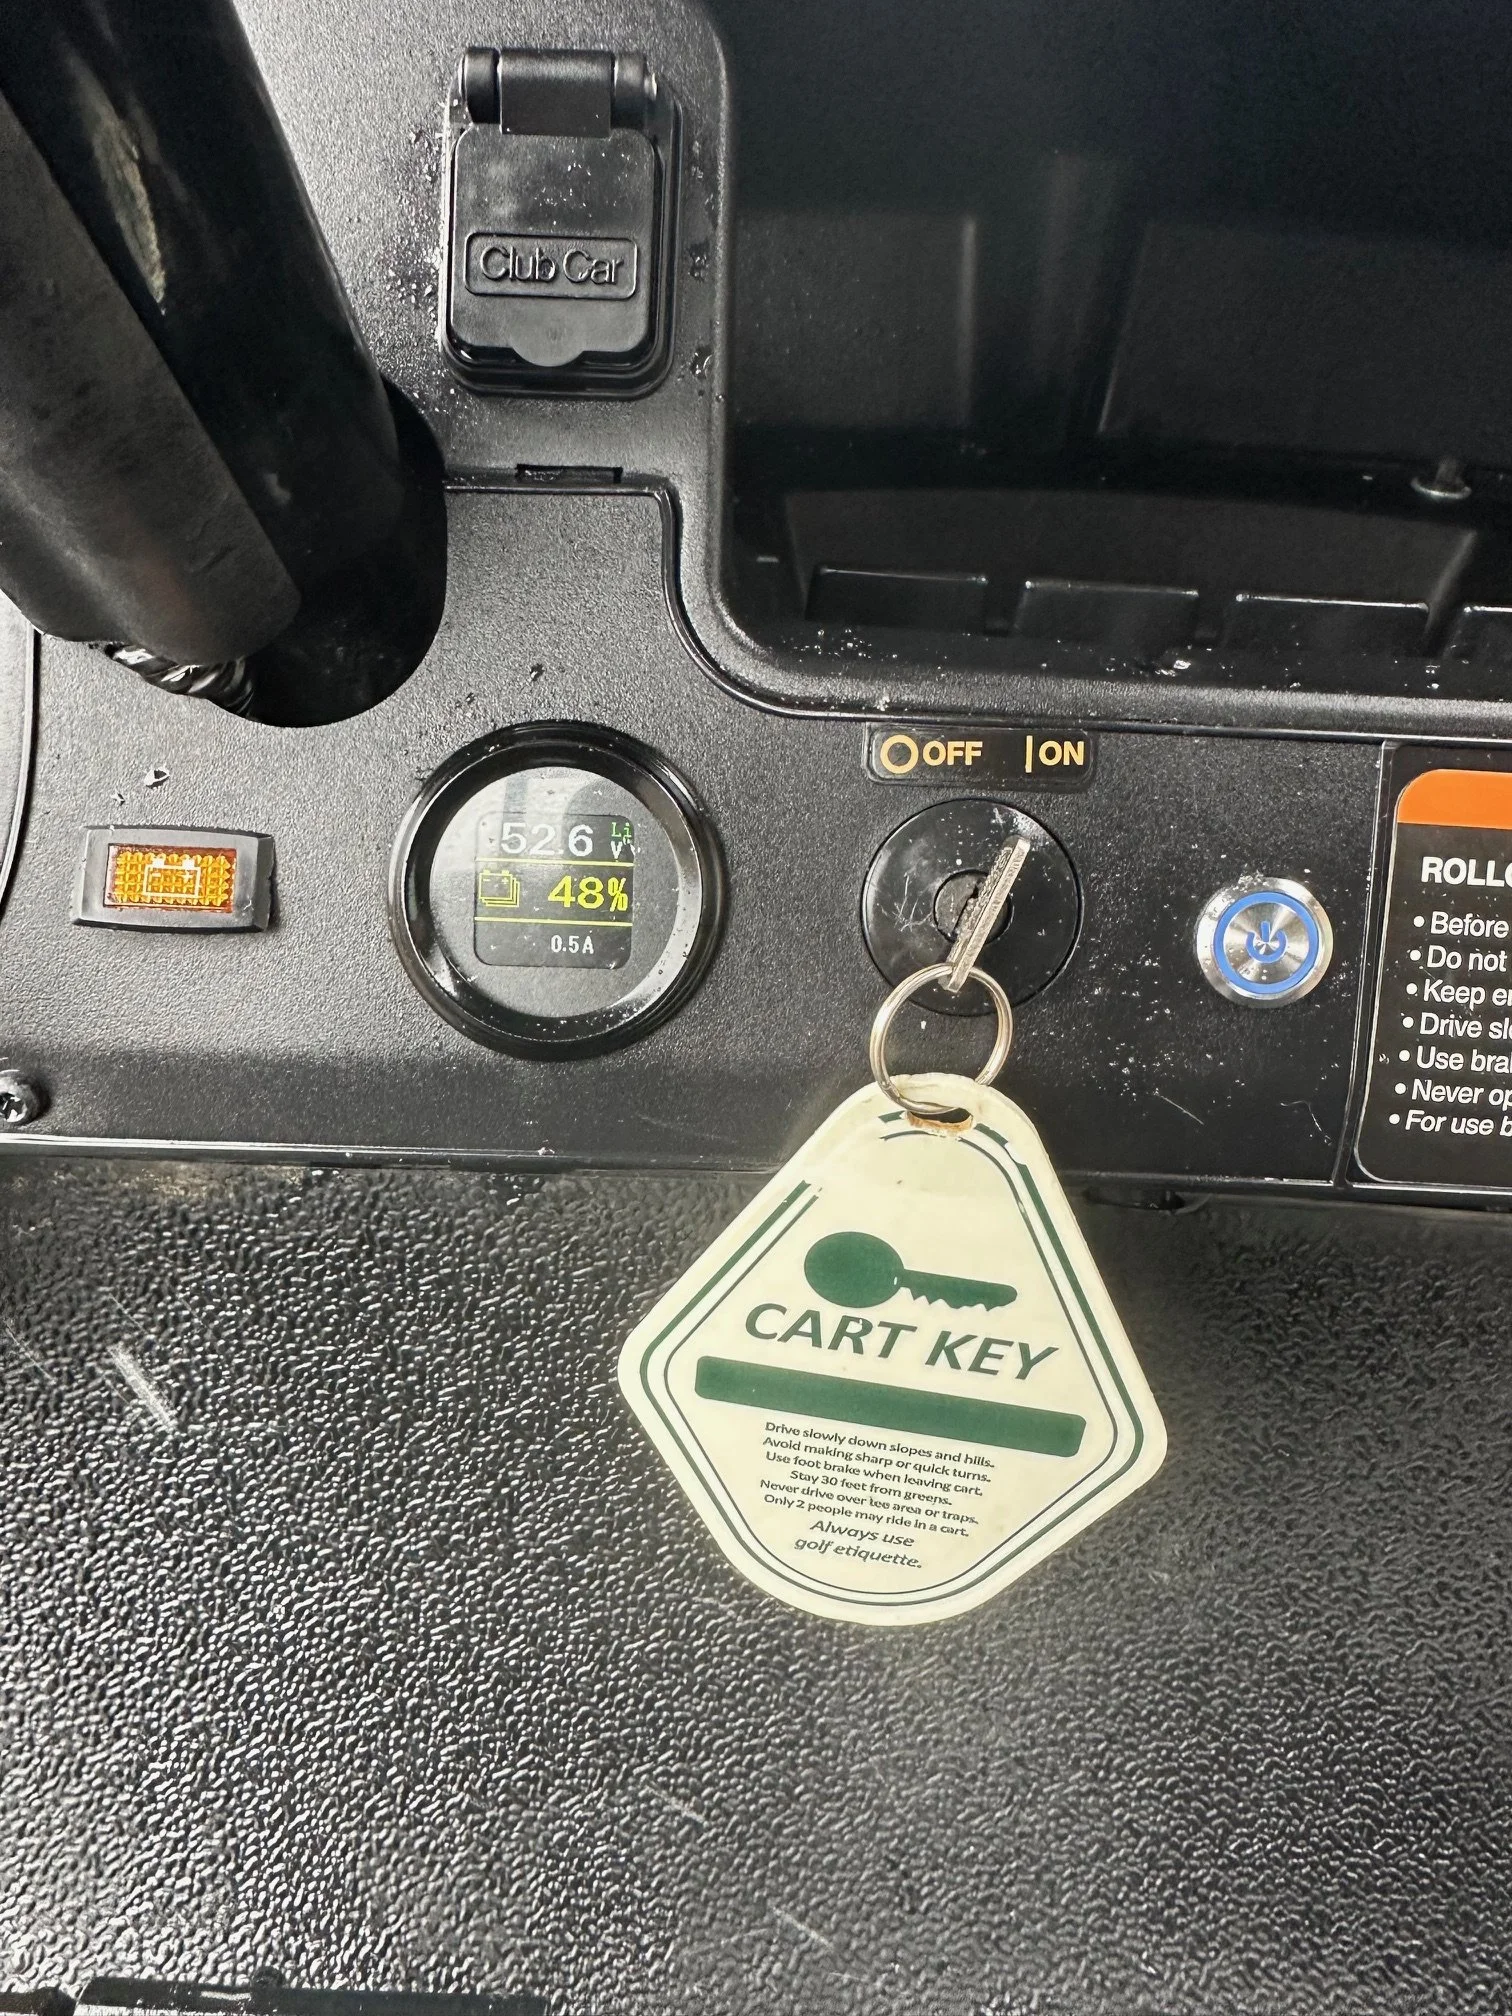 Club Car
OFF ON
52.6 Li
V
48%
0.5A
ROLLO
• Before
• Do not
• Keep
• Drive
• Use
• Never
• For use
CART KEY
Drive slowly down slopes and hills.
Avoid making sharp or quick turns.
Use foot brake when leaving cart.
Stay 30 feet from greens.
Never drive over tee area or traps.
Only 2 people may ride in a cart.
Always use
golf etiquette.